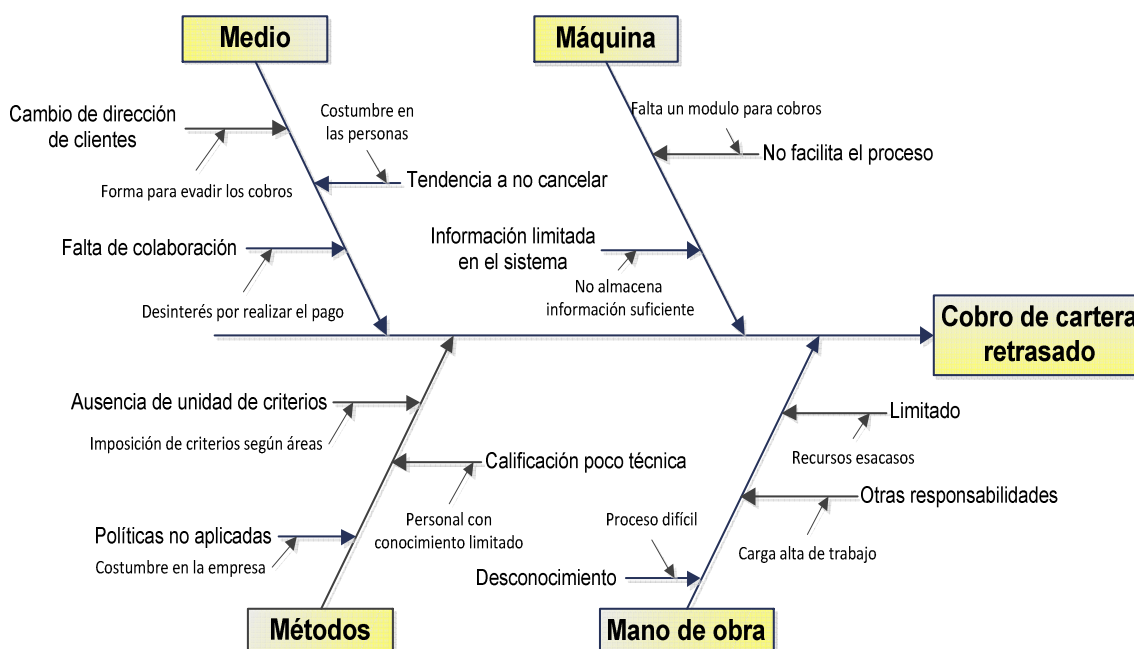 Medio
Máquina
Cambio de dirección
de clientes
Costumbre en
las personas
Falta un modulo para cobros
No facilita el proceso
Forma para evadir los cobros
Tendencia a no cancelar
Falta de colaboración
Información limitada
en el sistema
Desinterés por realizar el pago
No almacena
información suficiente
Cobro de cartera
retrasado
Ausencia de unidad de criterios
Imposición de criterios según áreas
Limitado
Recursos esacasos
Calificación poco técnica
Otras responsabilidades
Personal con
conocimiento limitado
Proceso difícil
Carga alta de trabajo
Políticas no aplicadas
Costumbre en la empresa
Desconocimiento
Métodos
Mano de obra